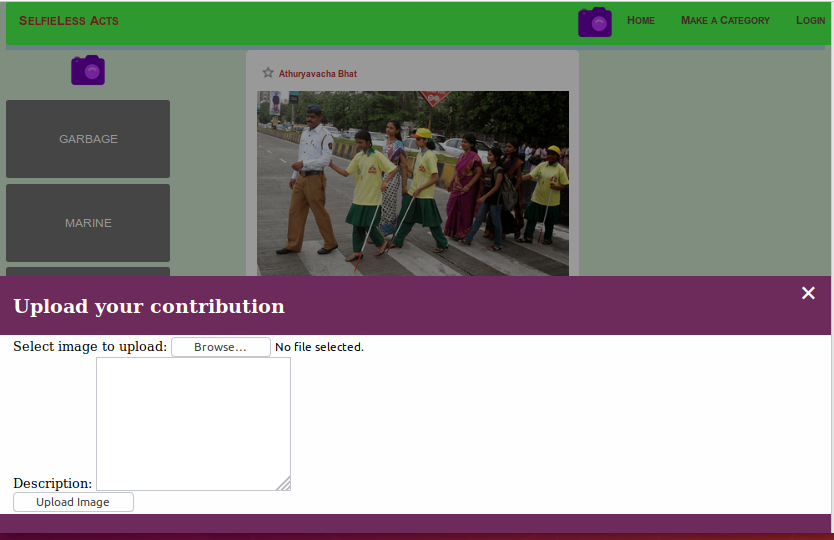 SELFIELESS ACTS
HOME MAKE A CATEGORY LOGIN
GARBAGE
MARINE
Athuryavacha Bhat
Upload your contribution
×
Select image to upload: Browse... No file selected.
Description:
Upload Image